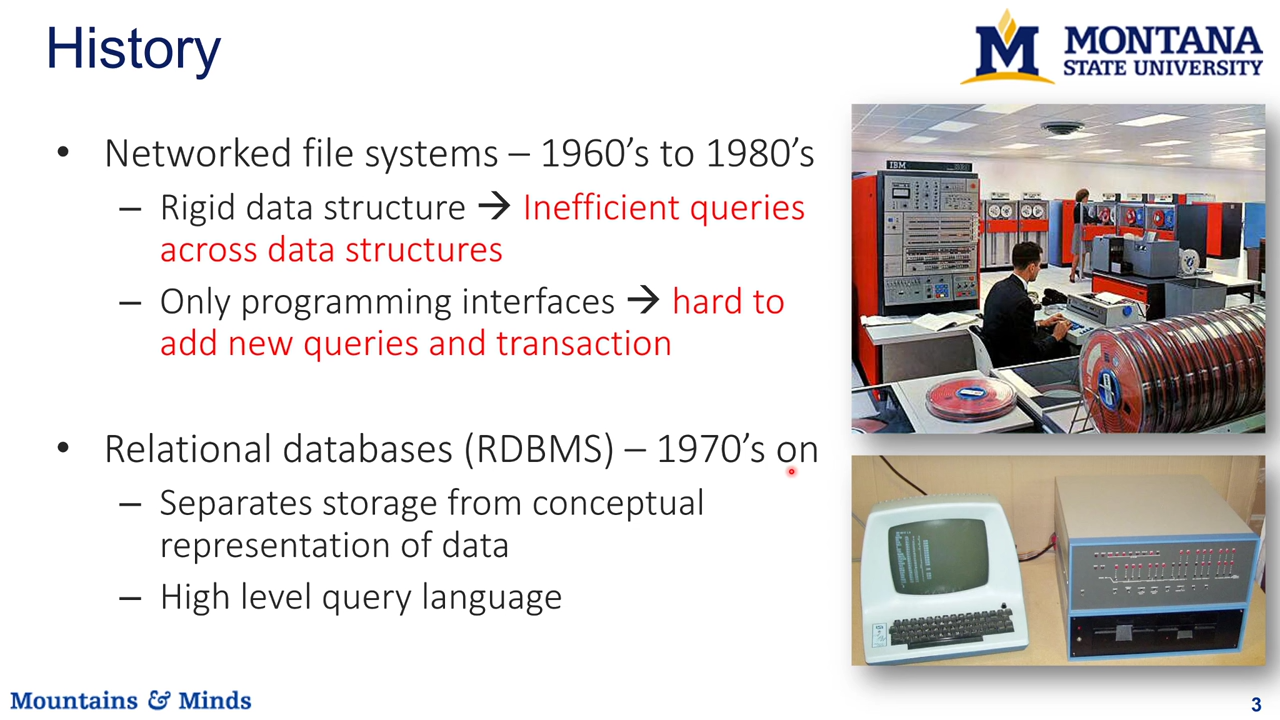 History
MONTANA
STATE UNIVERSITY
• Networked file systems – 1960’s to 1980’s
– Rigid data structure → Inefficient queries
across data structures
– Only programming interfaces → hard to
add new queries and transaction
• Relational databases (RDBMS) – 1970’s on
– Separates storage from conceptual
representation of data
– High level query language
IBM
Mountains & Minds
3